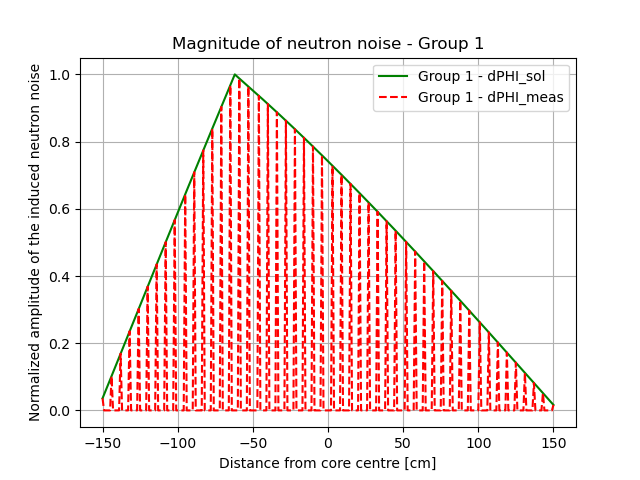 Magnitude of neutron noise - Group 1
Normalized amplitude of the induced neutron noise
1.0
0.8
0.6
0.4
0.2
0.0
Group 1 - dPHI_sol
Group 1 - dPHI_meas
−150 −100 −50 0 50 100 150
Distance from core centre [cm]